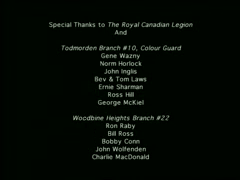 Special Thanks to The Royal Canadian Legion
And
Todmorden Branch #10, Colour Guard
Gene Wazny
Norm Horlock
John Inglis
Bev & Tom Laws
Ernie Sharman
Ross Hill
George McKiel
Woodbine Heights Branch #22
Ron Raby
Bill Ross
Bobby Conn
John Wolfenden
Charlie MacDonald